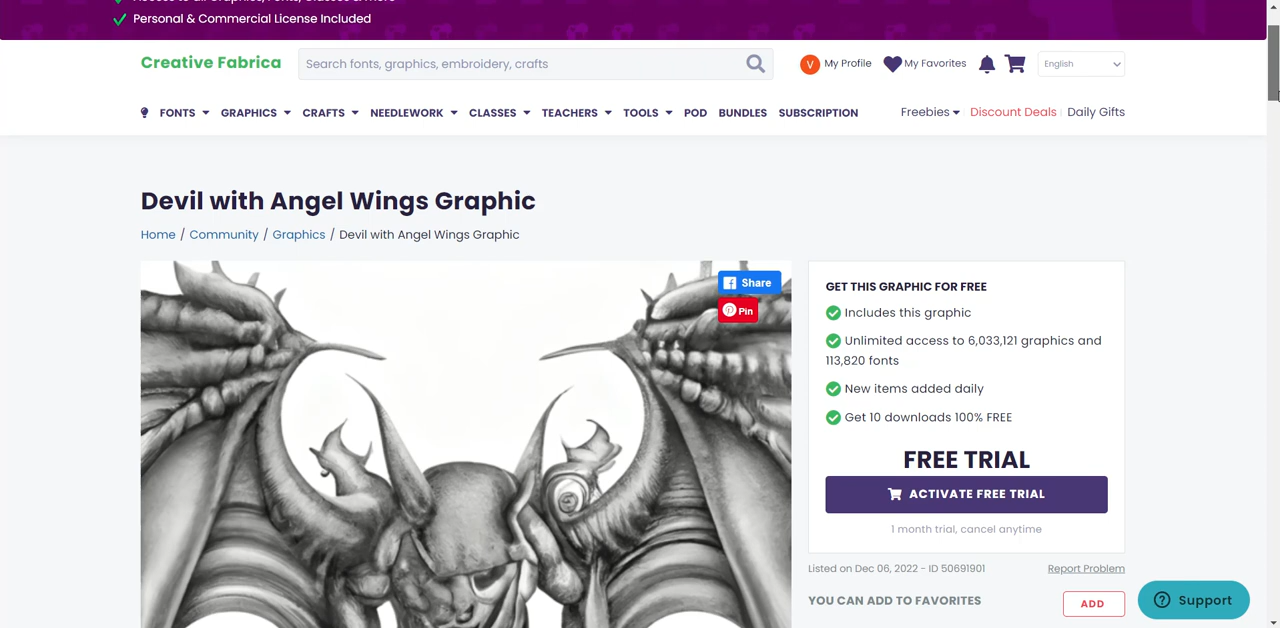 Personal & Commercial License Included
Creative Fabrica
Search fonts, graphics, embroidery, crafts
V
My Profile
My Favorites
English
FONTS
GRAPHICS
CRAFTS
NEEDLEWORK
CLASSES
TEACHERS
TOOLS
POD
BUNDLES
SUBSCRIPTION
Freebies
Discount Deals
Daily Gifts
Devil with Angel Wings Graphic
Home / Community / Graphics / Devil with Angel Wings Graphic
Share
Pin
GET THIS GRAPHIC FOR FREE
Includes this graphic
Unlimited access to 6,033,121 graphics and
113,820 fonts
New items added daily
Get 10 downloads 100% FREE
FREE TRIAL
ACTIVATE FREE TRIAL
1 month trial, cancel anytime
Listed on Dec 06, 2022 - ID 50691901
Report Problem
YOU CAN ADD TO FAVORITES
ADD
Support